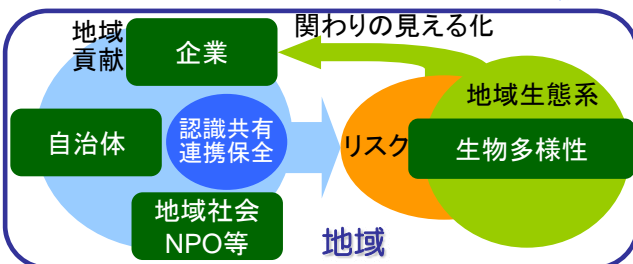 地域
貢献
企業
関わりの見える化
自治体
認識共有
連携保全
リスク
地域生態系
生物多様性
地域社会
NPO等
地域